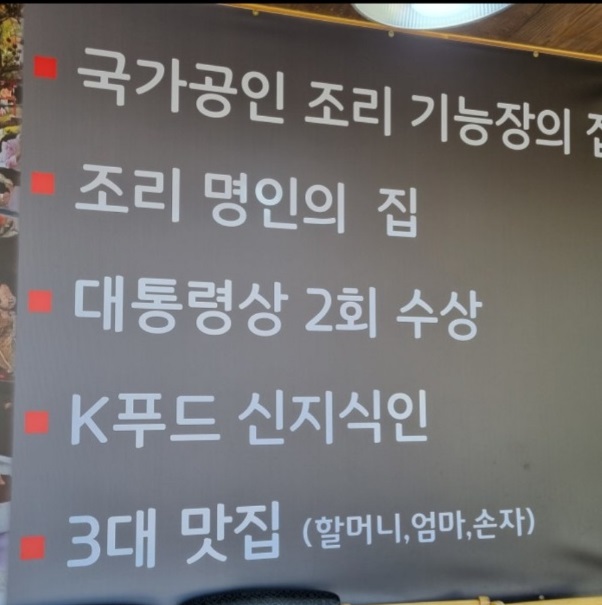 국가공인 조리 기능장의 집
조리 명인의 집
대통령상 2회 수상
K푸드 신지식인
3대 맛집 (할머니,엄마,손자)